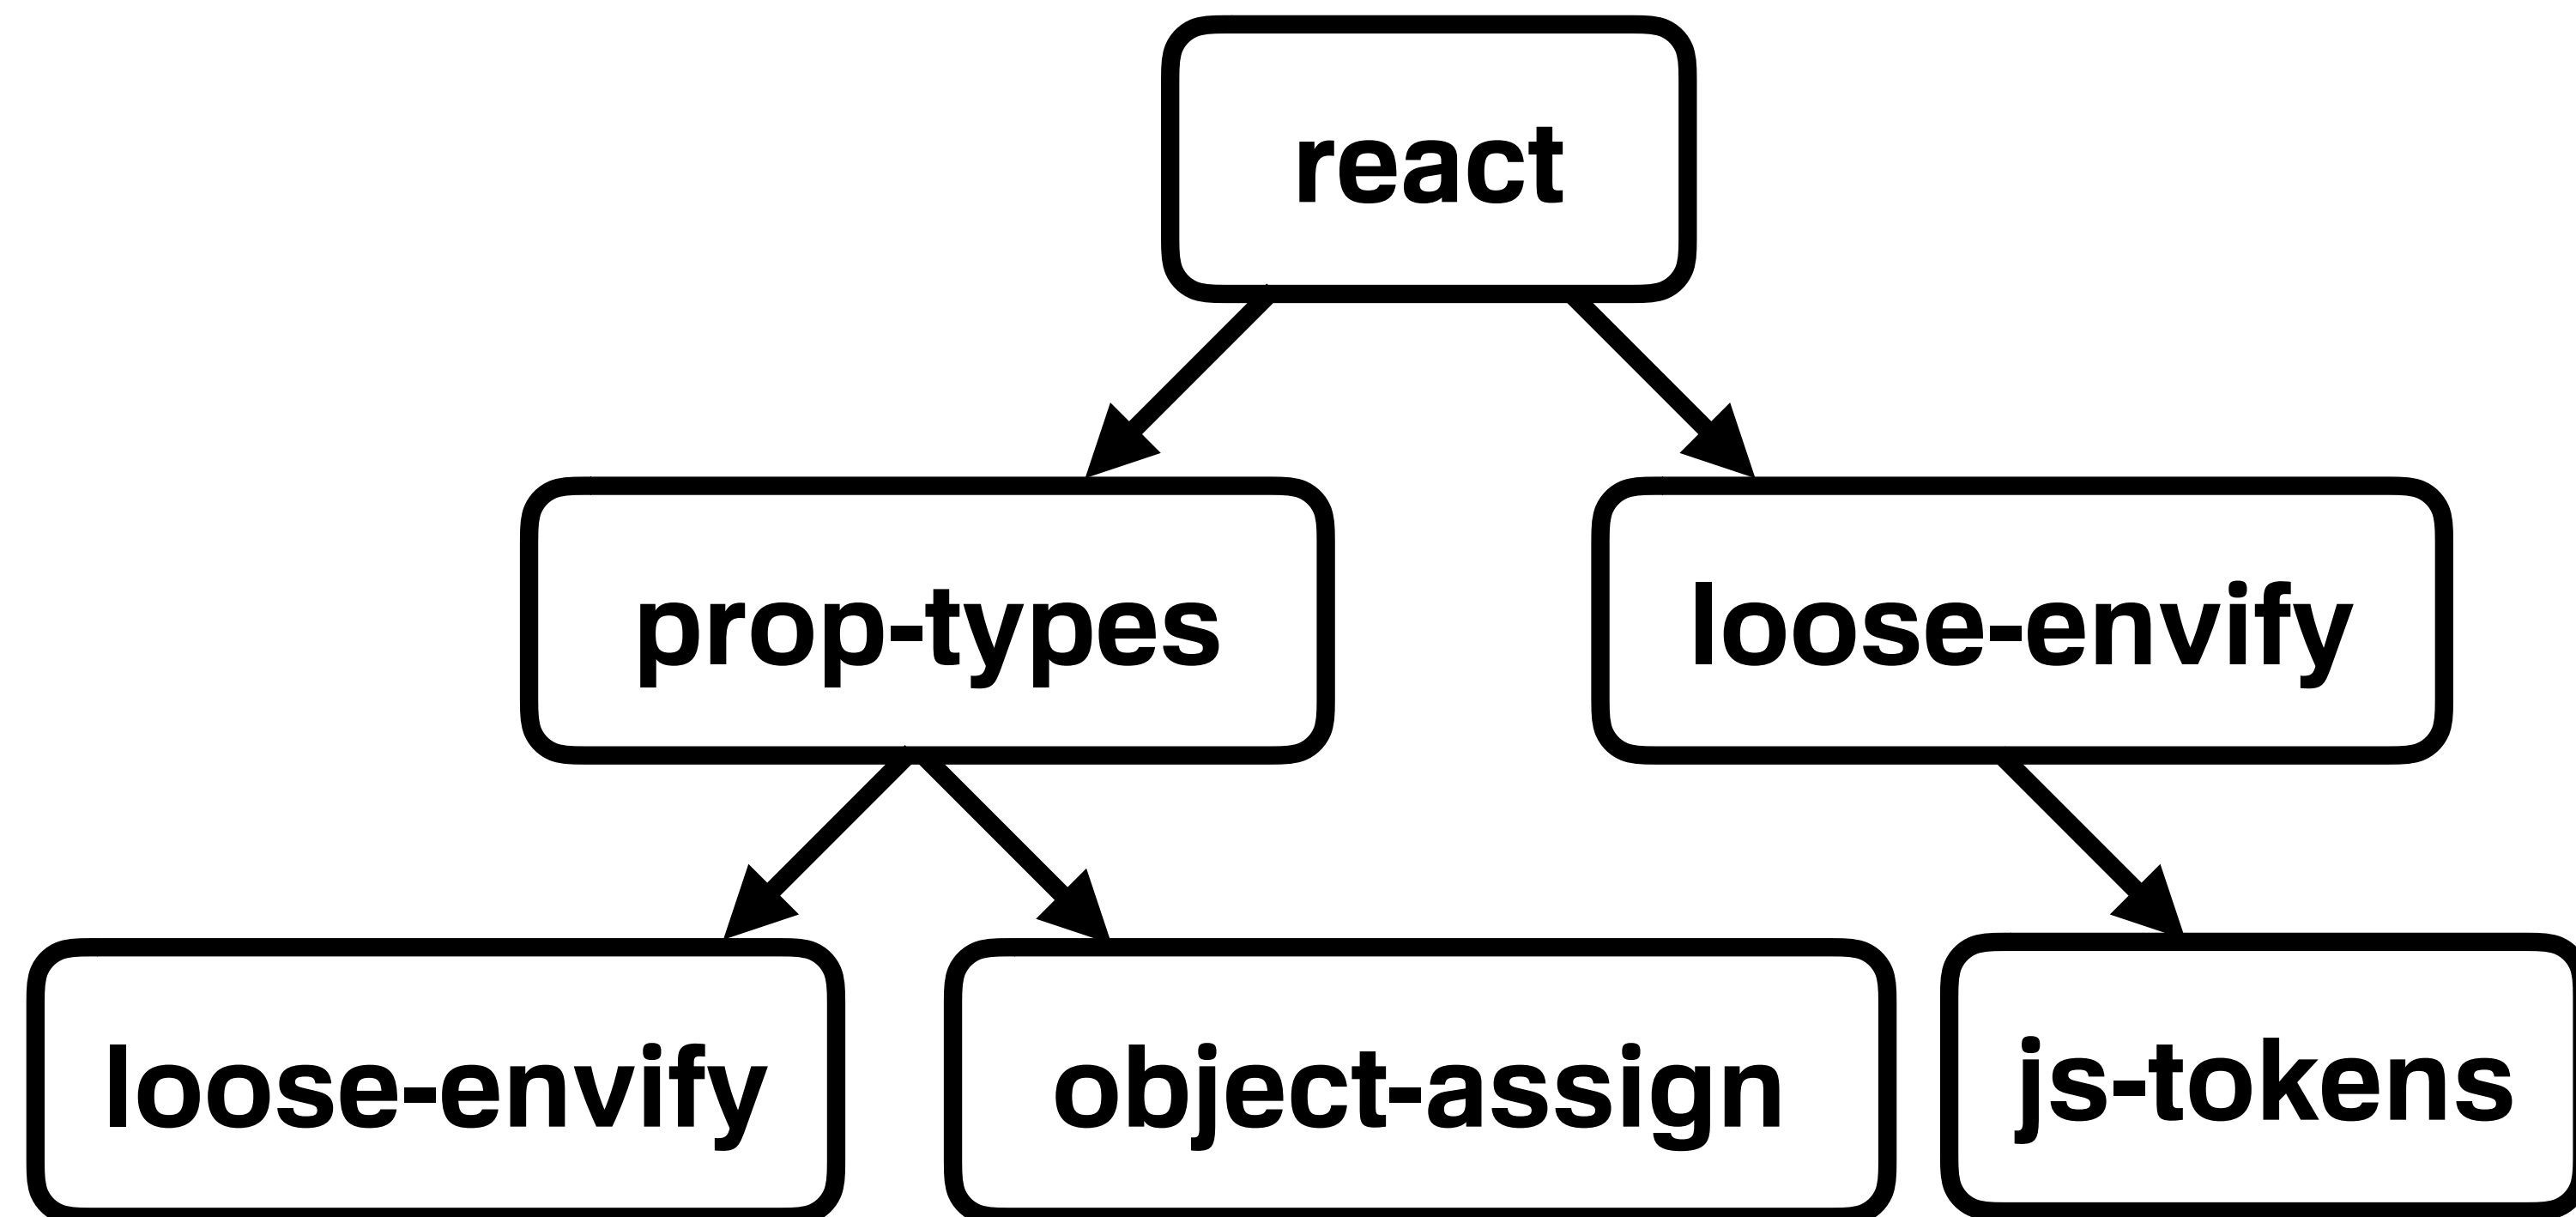 react
prop-types
loose-envify
loose-envify
object-assign
js-tokens